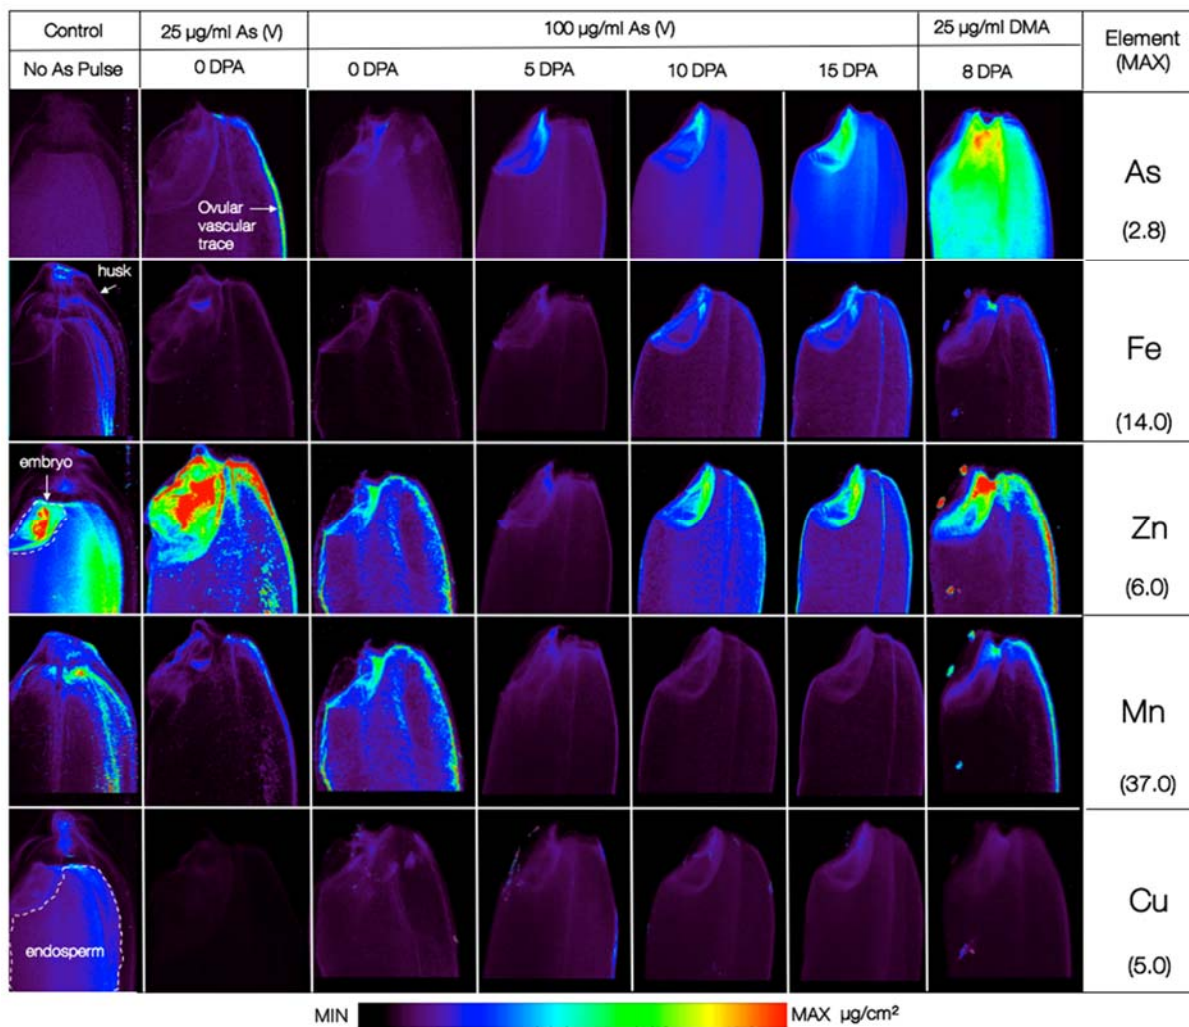 Control
25 µg/ml As (V)
100 µg/ml As (V)
25 µg/ml DMA
Element
(MAX)
No As Pulse
0 DPA
0 DPA
5 DPA
10 DPA
15 DPA
8 DPA
Ovular
vascular
trace
As
(2.8)
husk
Fe
(14.0)
embryo
Zn
(6.0)
Mn
(37.0)
endosperm
Cu
(5.0)
MIN
MAX µg/cm²